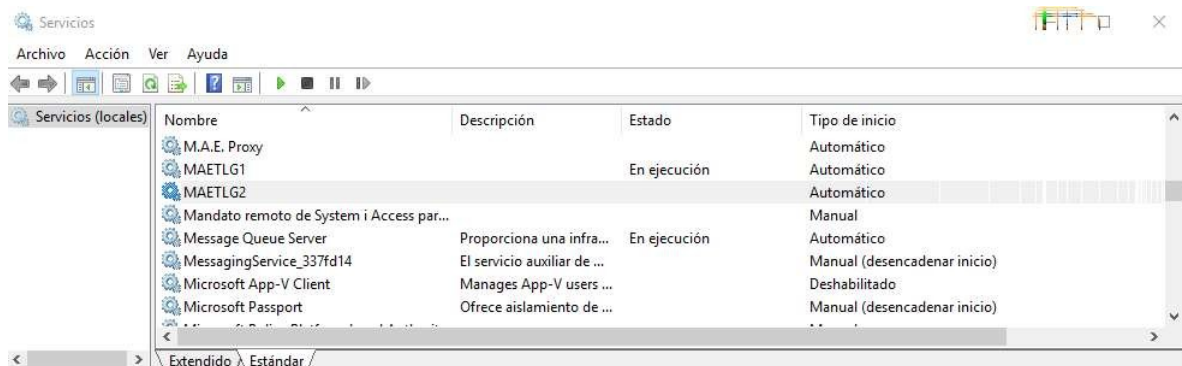 Servicios
Archivo Acción Ver Ayuda
Servicios (locales)
Nombre Descripción Estado Tipo de inicio
M.A.E. Proxy Automático
MAETLG1 En ejecución Automático
MAETLG2 Automático
Mandato remoto de System i Access par... Manual
Message Queue Server Proporciona una infra... En ejecución Automático
MessagingService_337fd14 El servicio auxiliar de ... Manual (desencadenar inicio)
Microsoft App-V Client Manages App-V users ... Deshabilitado
Microsoft Passport Ofrece aislamiento de ... Manual (desencadenar inicio)
Extendido Estándar